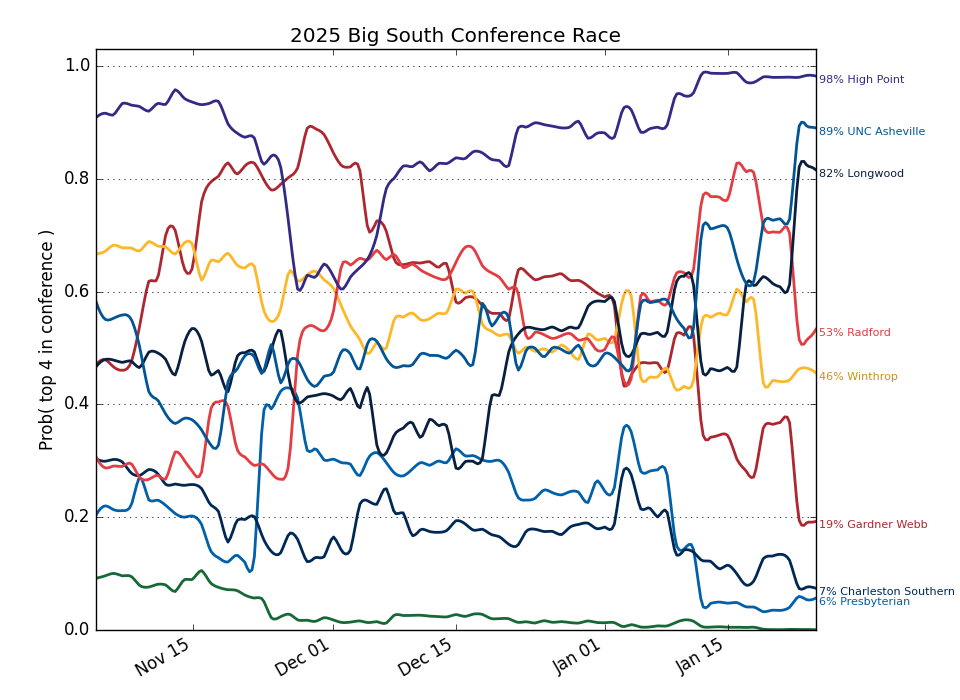 2025 Big South Conference Race
Prob( top 4 in conference )
1.0
0.8
0.6
0.4
0.2
0.0
98% High Point
89% UNC Asheville
82% Longwood
53% Radford
46% Winthrop
19% Gardner Webb
7% Charleston Southern
6% Presbyterian
Nov 15
Dec 01
Dec 15
Jan 01
Jan 15